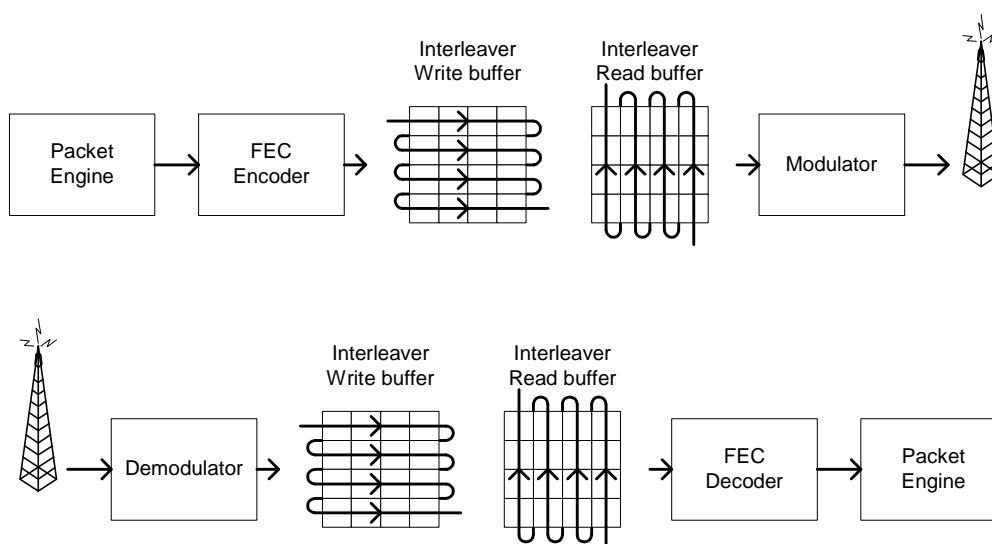 Interleaver
Write buffer
Interleaver
Read buffer
Packet
Engine
FEC
Encoder
Modulator
Interleaver
Write buffer
Interleaver
Read buffer
Demodulator
FEC
Decoder
Packet
Engine